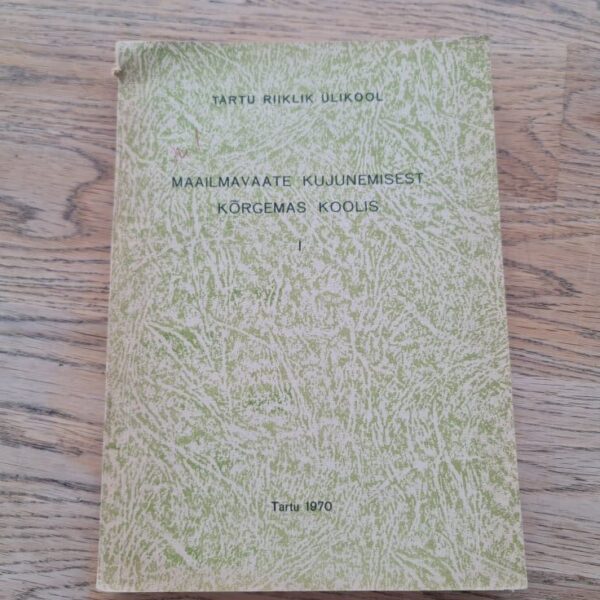 TARTU RIIKLIK ÜLIKOOL
MAAILMAVAATE KUJUNEMISEST
KÕRGEMAS KOOLIS
I
Tartu 1970